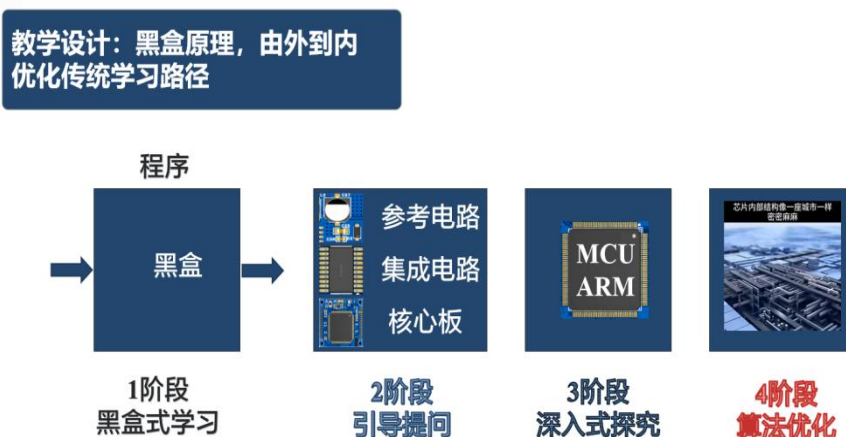 教学设计：黑盒原理，由外到内
优化传统学习路径
程序
黑盒
参考电路
集成电路
核心板
MCU
ARM
芯片内部结构像一座城市一样
密密麻麻
1阶段
黑盒式学习
2阶段
引导提问
3阶段
深入式探究
4阶段
算法优化